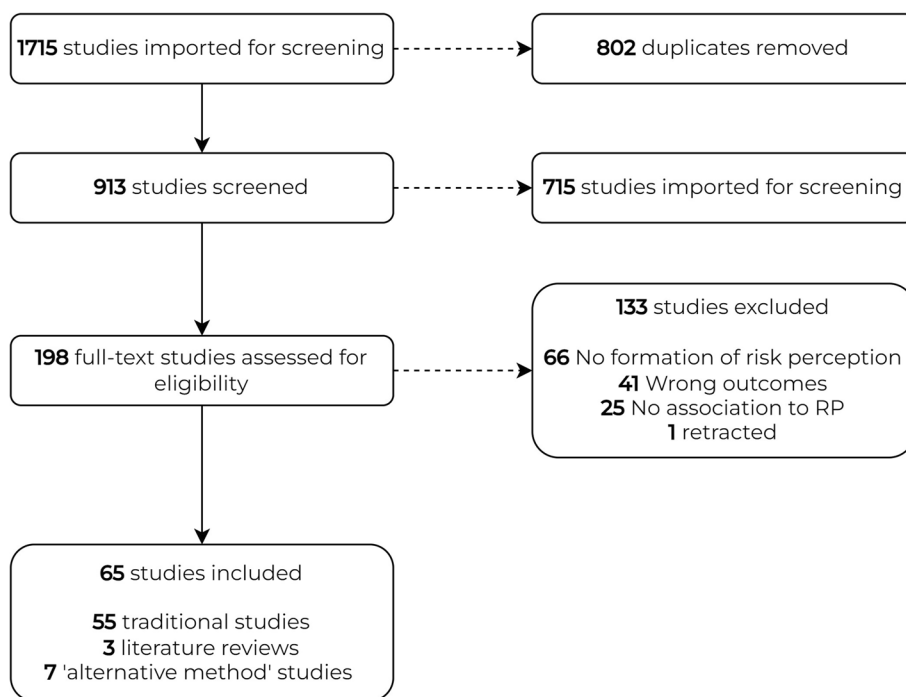 1715 studies imported for screening
802 duplicates removed
913 studies screened
715 studies imported for screening
198 full-text studies assessed for
eligibility
133 studies excluded
66 No formation of risk perception
41 Wrong outcomes
25 No association to RP
1 retracted
65 studies included
55 traditional studies
3 literature reviews
7 'alternative method' studies